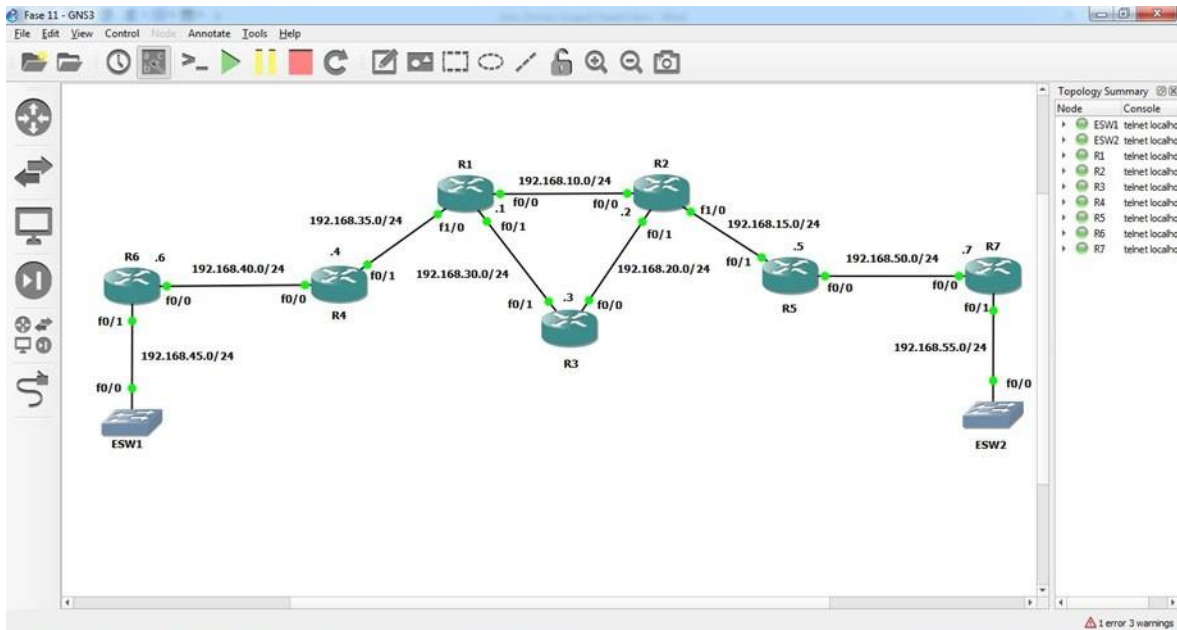 Fase 11 - GNS3
File Edit View Control Node Annotate Tools Help
Topology Summary
Node Console
ESW1 telnet localho
ESW2 telnet localho
R1 telnet localho
R2 telnet localho
R3 telnet localho
R4 telnet localho
R5 telnet localho
R6 telnet localho
R7 telnet localho
R1
R2
192.168.10.0/24
f0/0
f0/0
.1
.2
f1/0
f0/1
f0/1
f1/0
192.168.35.0/24
192.168.15.0/24
.4
.5
f0/1
f0/1
192.168.30.0/24
192.168.20.0/24
R6
.6
192.168.40.0/24
f0/0
f0/0
R4
.3
f0/1
f0/0
R3
192.168.50.0/24
.7
R7
f0/0
f0/0
R5
f0/1
f0/1
192.168.45.0/24
192.168.55.0/24
f0/0
f0/0
ESW1
ESW2
1 error 3 warnings